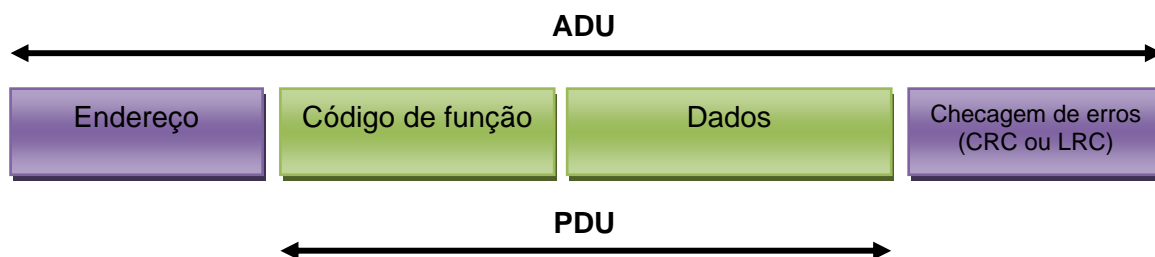 ADU
Endereço
Código de função
Dados
Checagem de erros
(CRC ou LRC)
PDU